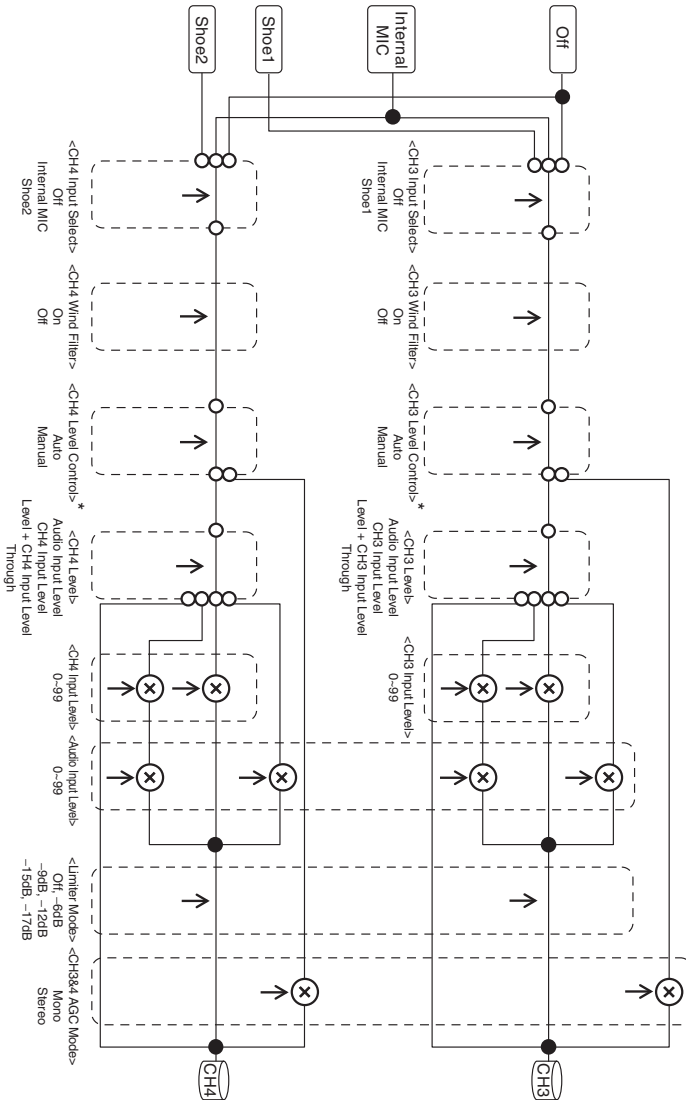 Off
Internal
MIC
Shoe1
Shoe2
<CH3 Input Select>
Off
Internal MIC
Shoe1
<CH3 Wind Filter>
On
Off
<CH3 Level Control>
Auto
Manual
*
<CH3 Level>
Audio Input Level
CH3 Input Level
Level + CH3 Input Level
Through
<CH3 Input Level>
0~99
CH3
<CH4 Input Select>
Off
Internal MIC
Shoe2
<CH4 Wind Filter>
On
Off
<CH4 Level Control>
Auto
Manual
*
<CH4 Level>
Audio Input Level
CH4 Input Level
Level + CH4 Input Level
Through
<CH4 Input Level>
0~99
<Audio Input Level>
0~99
<Limiter Mode>
Off, –6dB
–9dB, –12dB
–15dB, –17dB
<CH3&4 AGC Mode>
Mono
Stereo
CH4